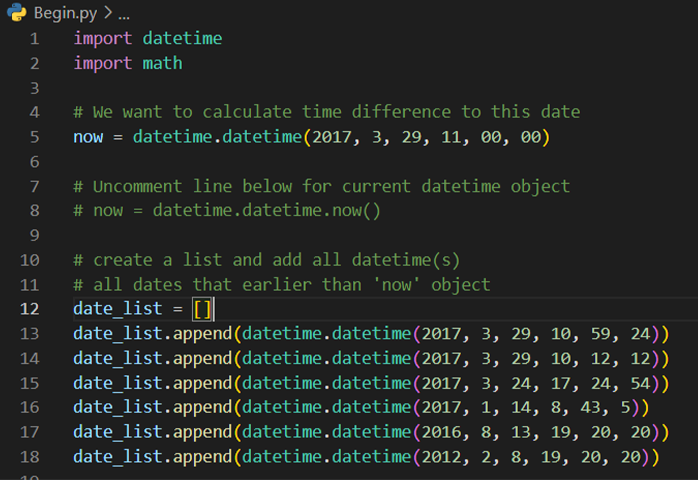 Begin.py > ...
1 import datetime
2 import math
3
4 # We want to calculate time difference to this date
5 now = datetime.datetime(2017, 3, 29, 11, 00, 00)
6
7 # Uncomment line below for current datetime object
8 # now = datetime.datetime.now()
9
10 # create a list and add all datetime(s)
11 # all dates that earlier than 'now' object
12 date_list = []
13 date_list.append(datetime.datetime(2017, 3, 29, 10, 59, 24))
14 date_list.append(datetime.datetime(2017, 3, 29, 10, 12, 12))
15 date_list.append(datetime.datetime(2017, 3, 24, 17, 24, 54))
16 date_list.append(datetime.datetime(2017, 1, 14, 8, 43, 5))
17 date_list.append(datetime.datetime(2016, 8, 13, 19, 20, 20))
18 date_list.append(datetime.datetime(2012, 2, 8, 19, 20, 20))